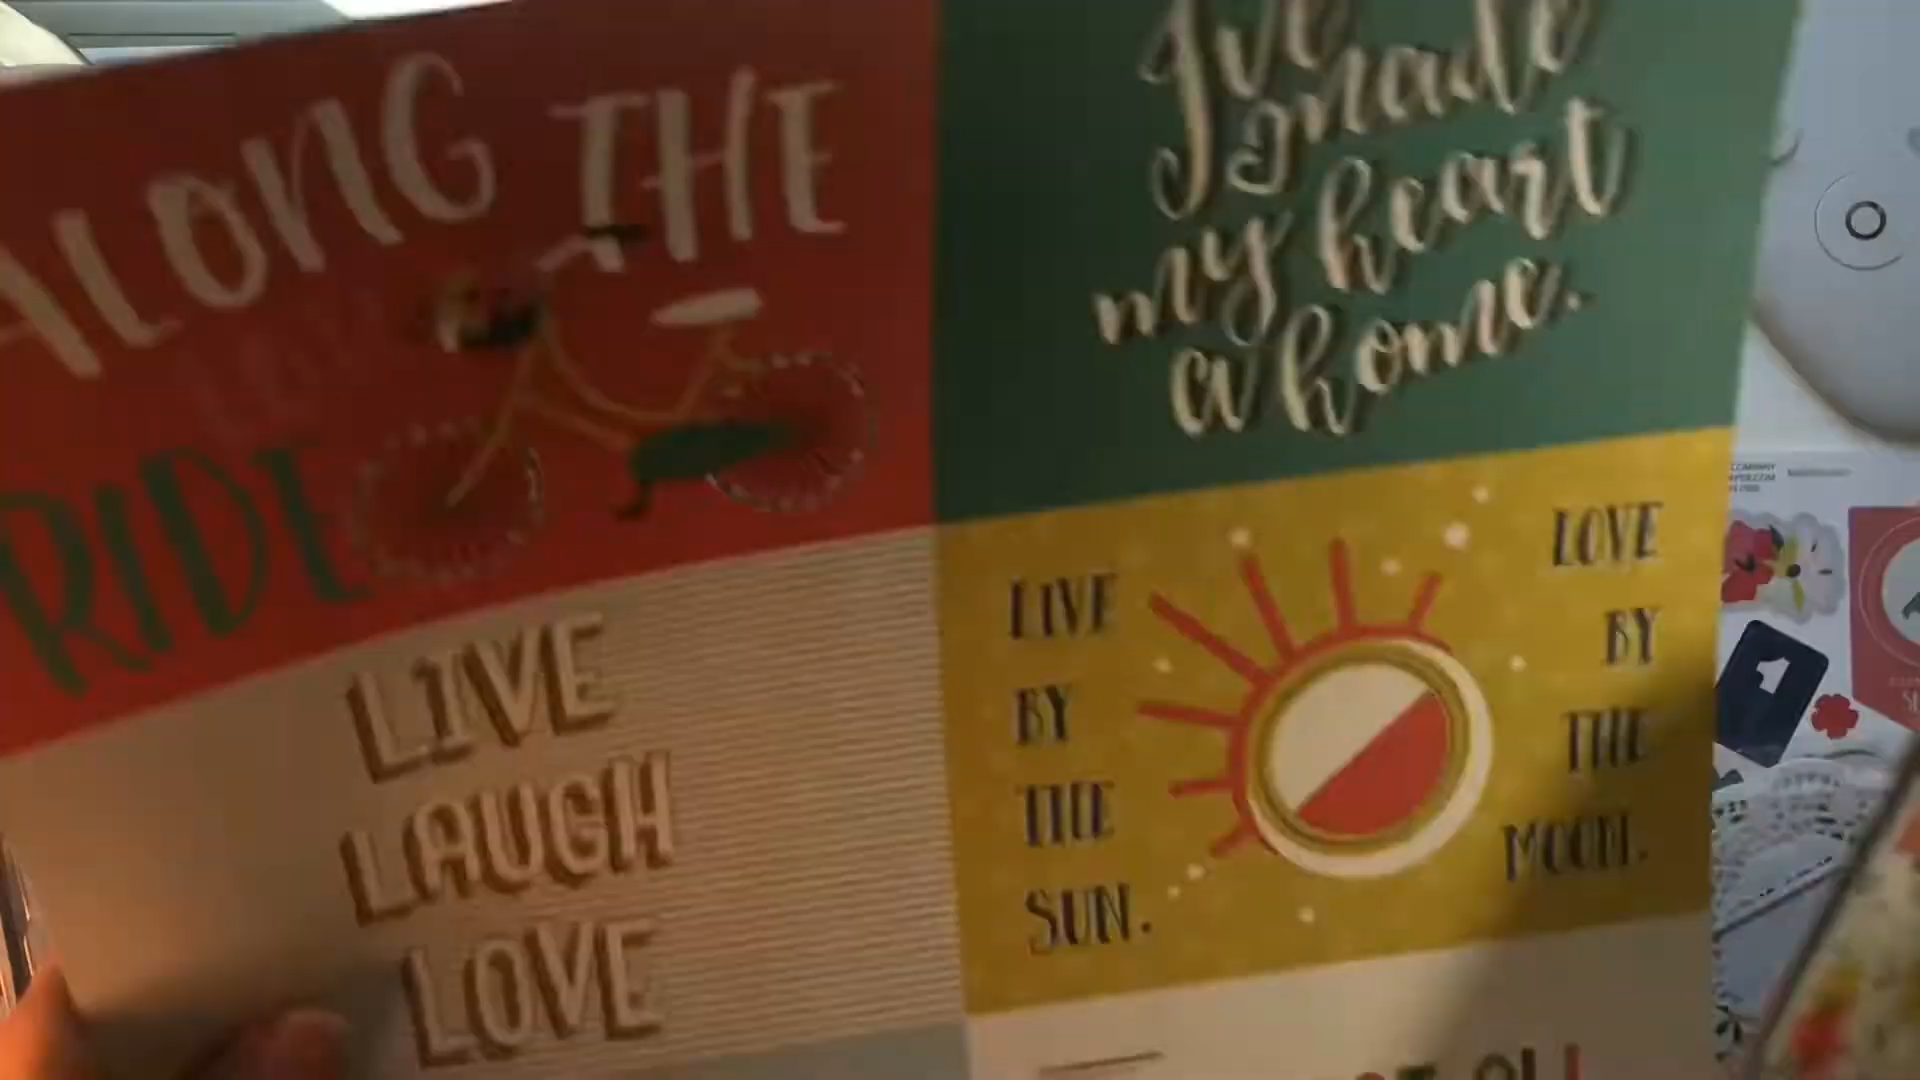 ALONG THE
RIDE
LIVE
LAUGH
LOVE
I've
made
my heart
a home.
LIVE
BY
THE
SUN.
LOVE
BY
THE
MOON.
1